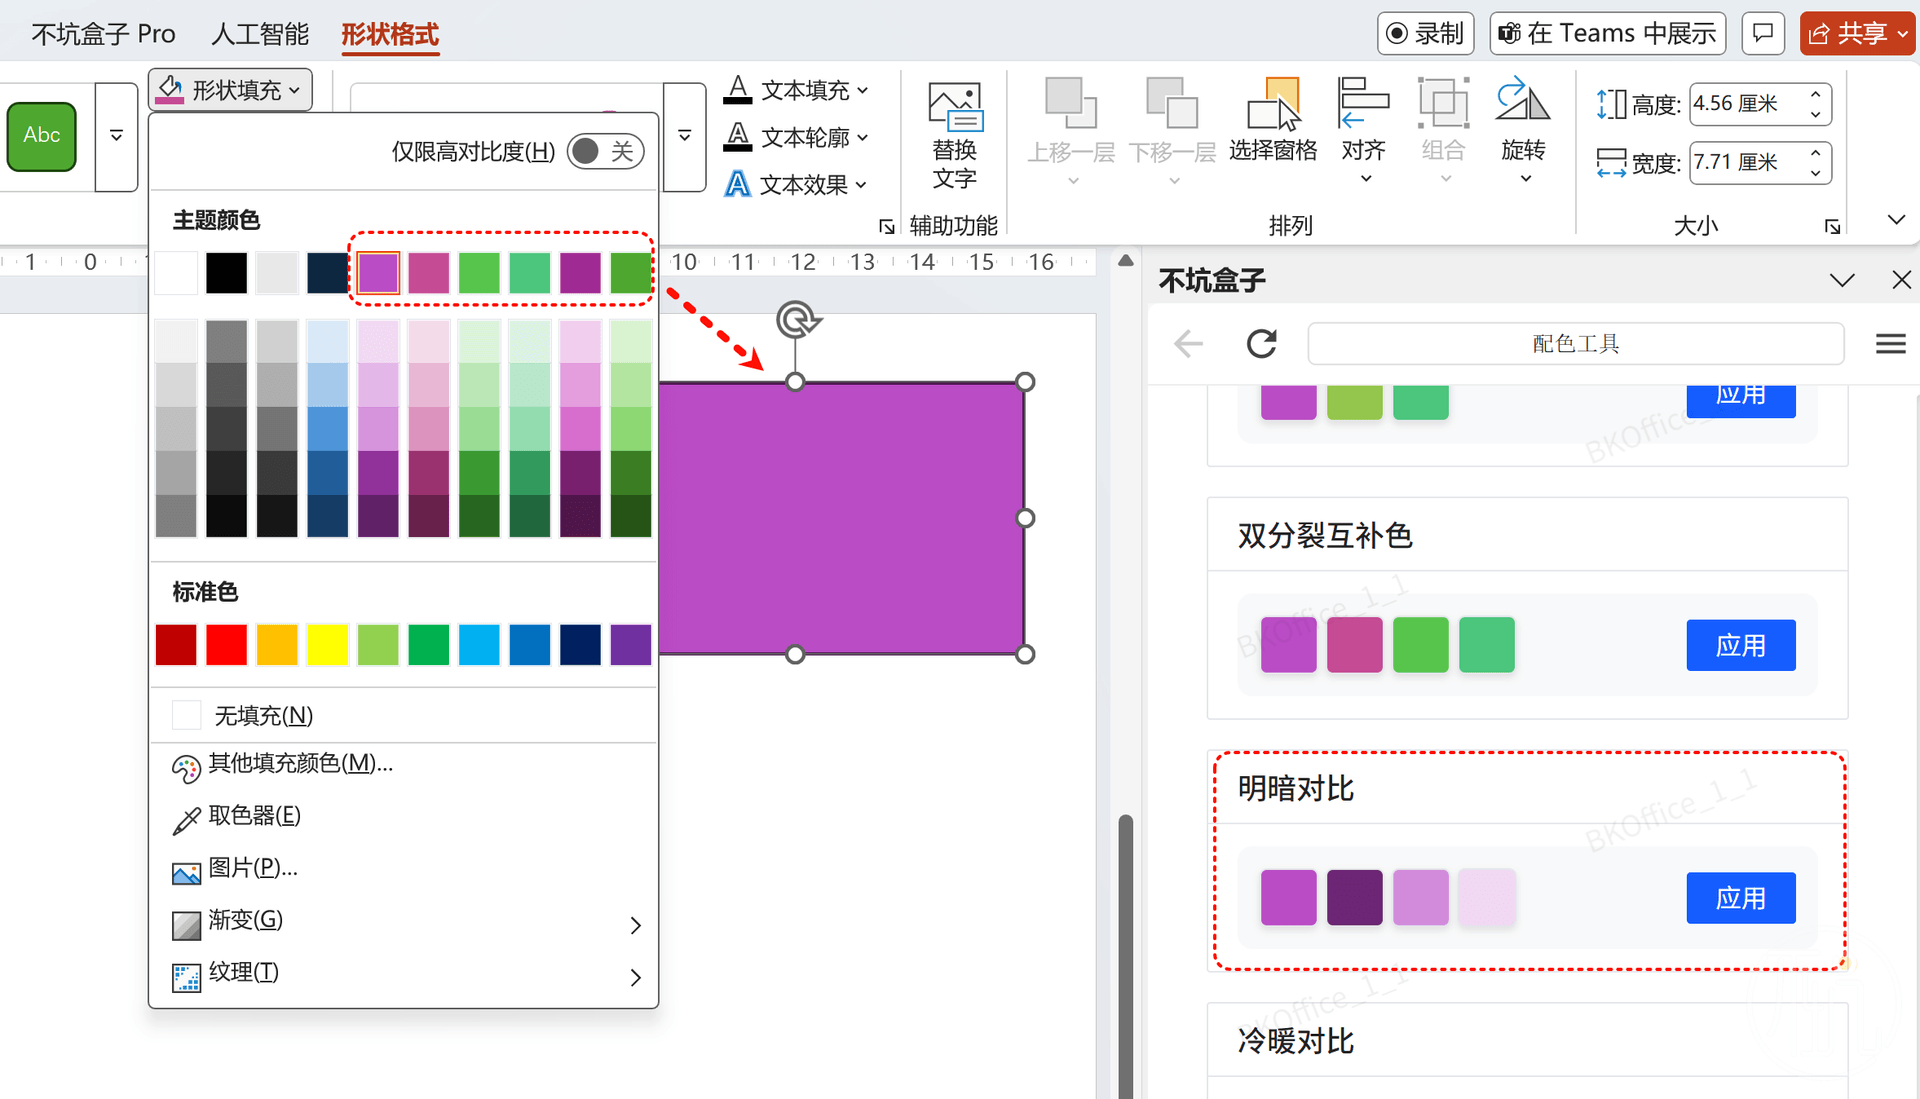 不坑盒子 Pro 人工智能 形状格式 录制 在 Teams 中展示 共享
Abc
形状填充
文本填充
文本轮廓
文本效果
替换
文字
辅助功能
上移一层 下移一层 选择窗格 对齐 组合 旋转
排列
高度: 4.56 厘米
宽度: 7.71 厘米
大小
仅限高对比度(H) 关
主题颜色
1 0 10 11 12 13 14 15 16
标准色
无填充(N)
其他填充颜色(M)...
取色器(E)
图片(P)...
渐变(G)
纹理(T)
不坑盒子
配色工具
应用
BKOffice_1_1
双分裂互补色
BKOffice_1_1
应用
明暗对比
BKOffice_1_1
应用
BKOffice_1_1
冷暖对比